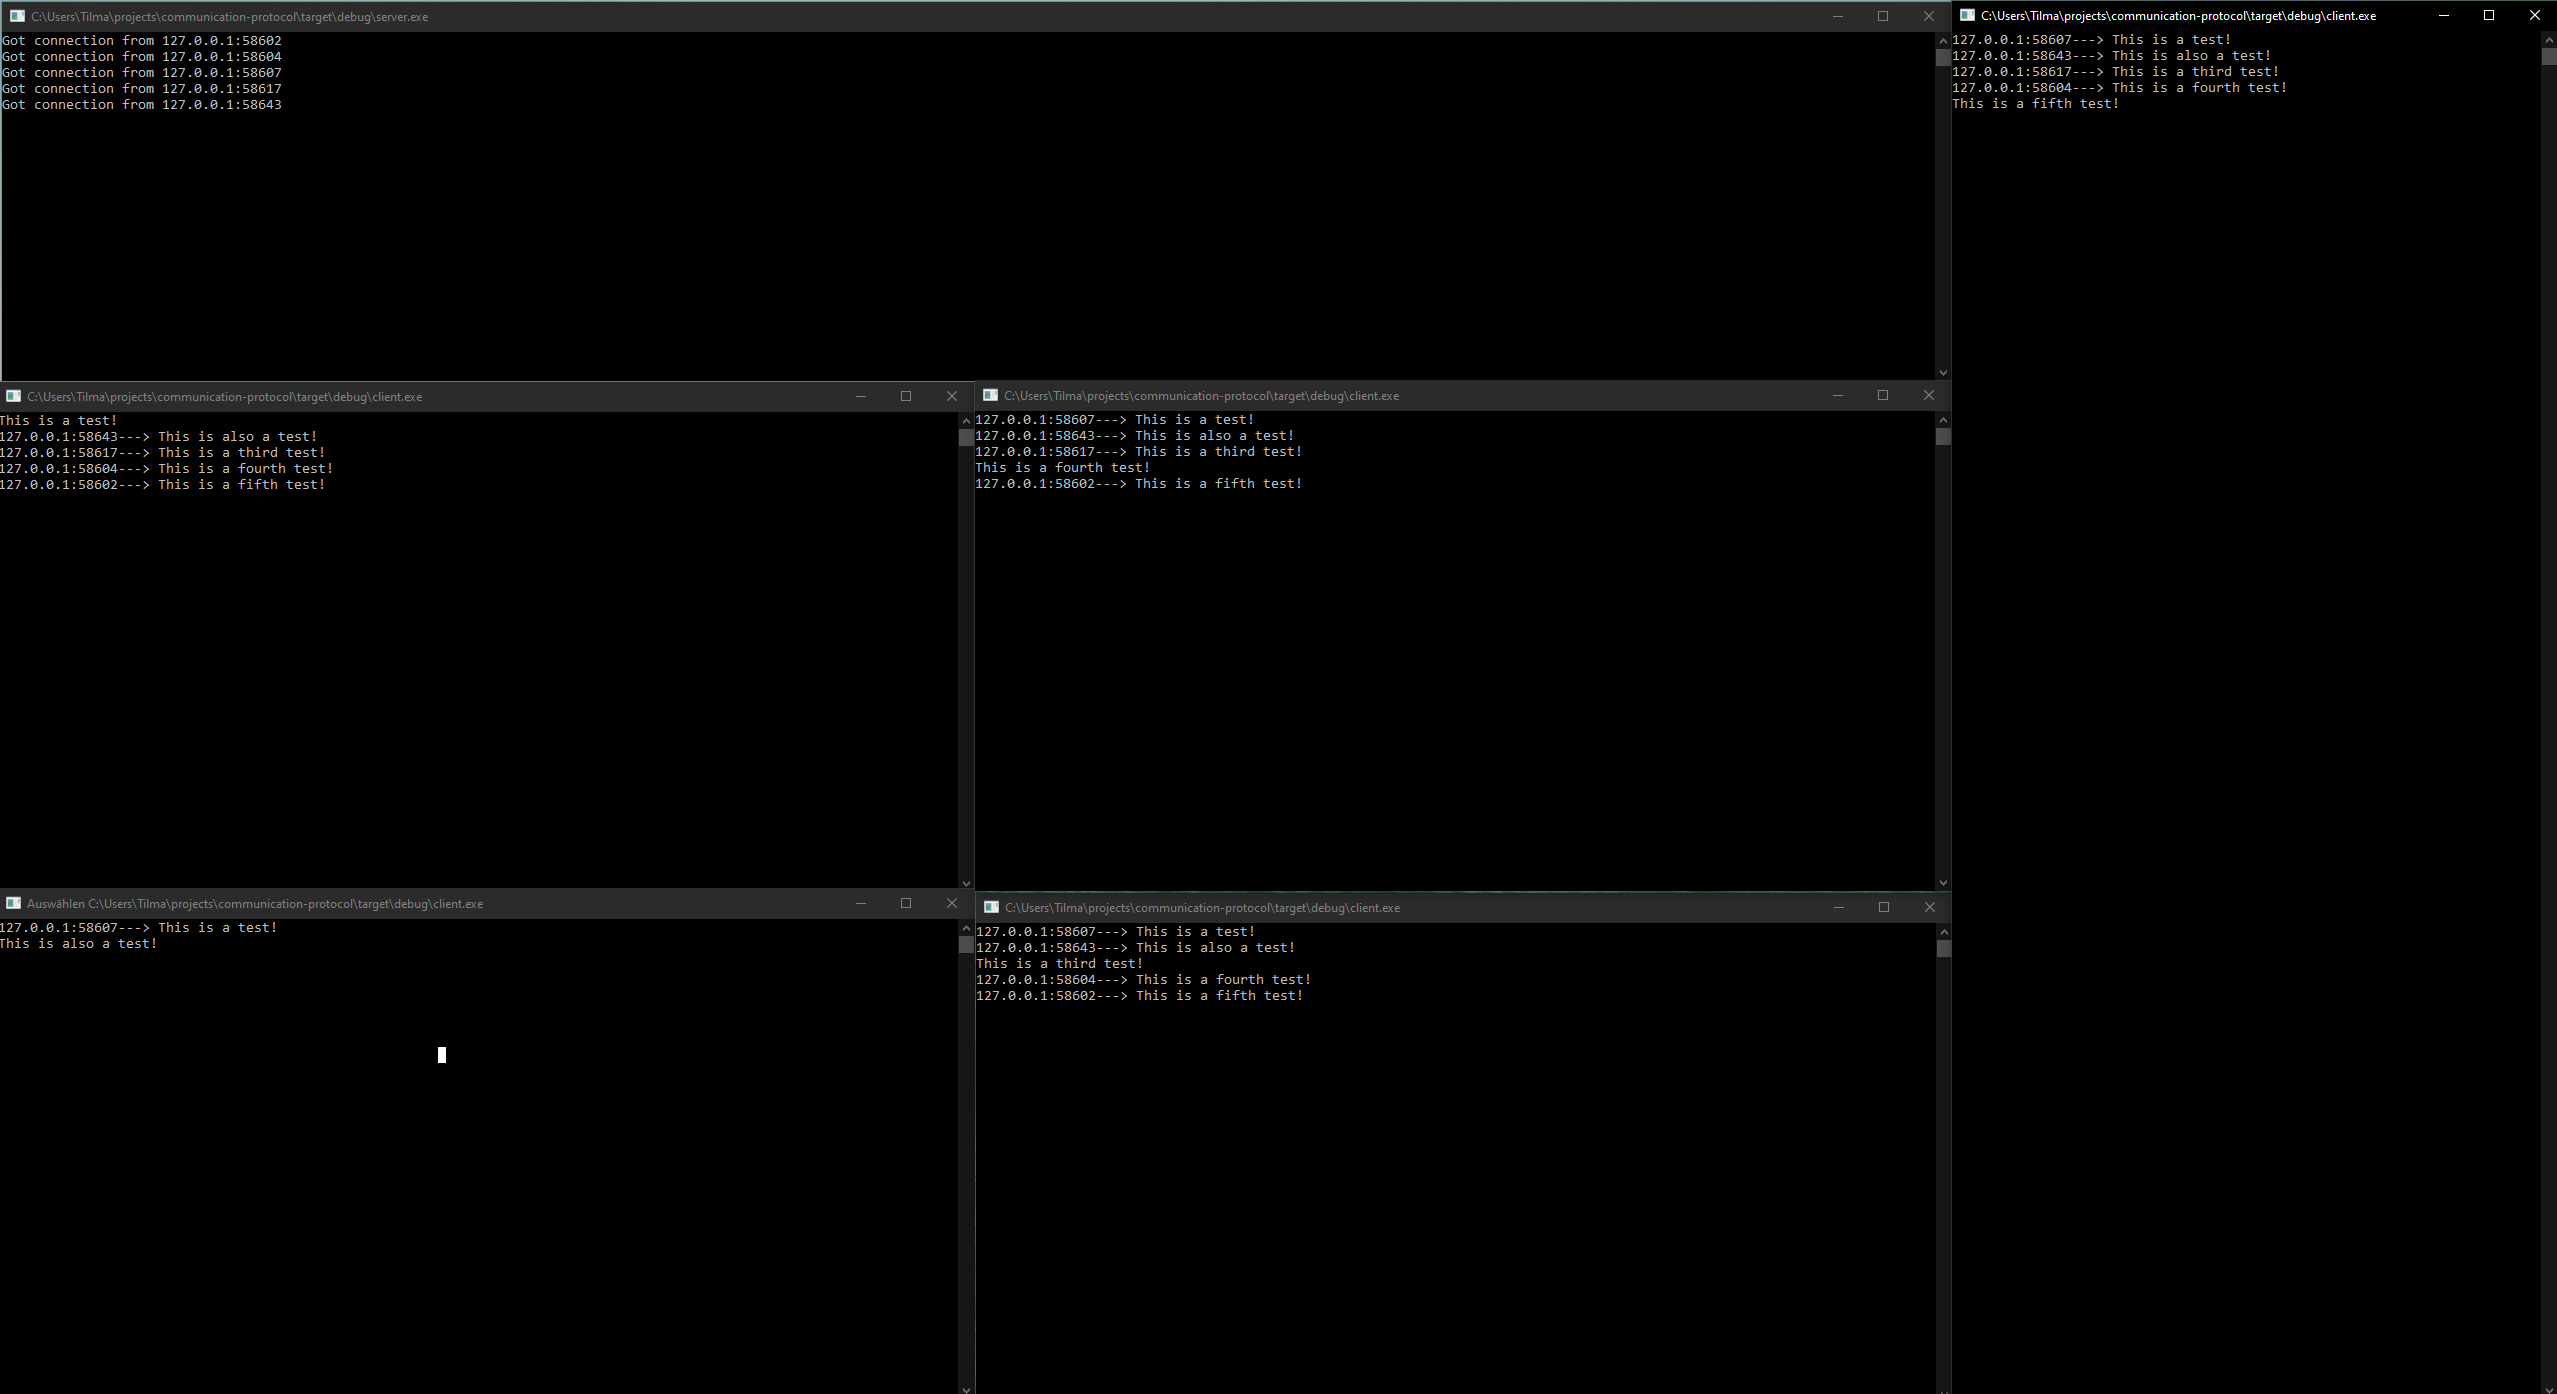 C:\Users\Tilma\projects\communication-protocol\target\debug\server.exe
Got connection from 127.0.0.1:58602
Got connection from 127.0.0.1:58604
Got connection from 127.0.0.1:58607
Got connection from 127.0.0.1:58617
Got connection from 127.0.0.1:58643
C:\Users\Tilma\projects\communication-protocol\target\debug\client.exe
127.0.0.1:58607---> This is a test!
127.0.0.1:58643---> This is also a test!
127.0.0.1:58617---> This is a third test!
127.0.0.1:58604---> This is a fourth test!
This is a fifth test!
C:\Users\Tilma\projects\communication-protocol\target\debug\client.exe
This is a test!
127.0.0.1:58643---> This is also a test!
127.0.0.1:58617---> This is a third test!
127.0.0.1:58604---> This is a fourth test!
127.0.0.1:58602---> This is a fifth test!
C:\Users\Tilma\projects\communication-protocol\target\debug\client.exe
127.0.0.1:58607---> This is a test!
127.0.0.1:58643---> This is also a test!
127.0.0.1:58617---> This is a third test!
This is a fourth test!
127.0.0.1:58602---> This is a fifth test!
Auswählen C:\Users\Tilma\projects\communication-protocol\target\debug\client.exe
127.0.0.1:58607---> This is a test!
This is also a test!
C:\Users\Tilma\projects\communication-protocol\target\debug\client.exe
127.0.0.1:58607---> This is a test!
127.0.0.1:58643---> This is also a test!
This is a third test!
127.0.0.1:58604---> This is a fourth test!
127.0.0.1:58602---> This is a fifth test!